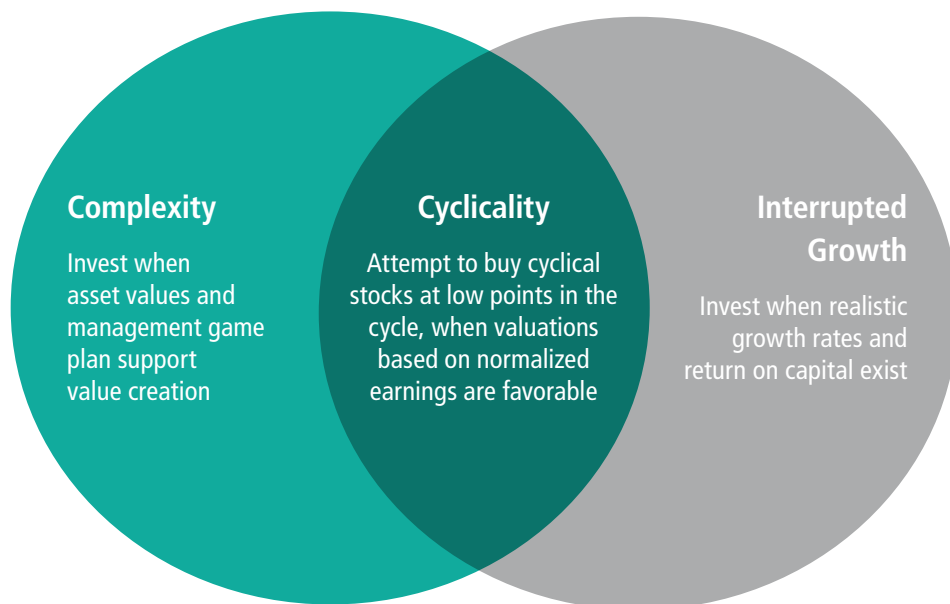 Complexity
Invest when
asset values and
management game
plan support
value creation
Cyclicality
Attempt to buy cyclical
stocks at low points in the
cycle, when valuations
based on normalized
earnings are favorable
Interrupted
Growth
Invest when realistic
growth rates and
return on capital exist